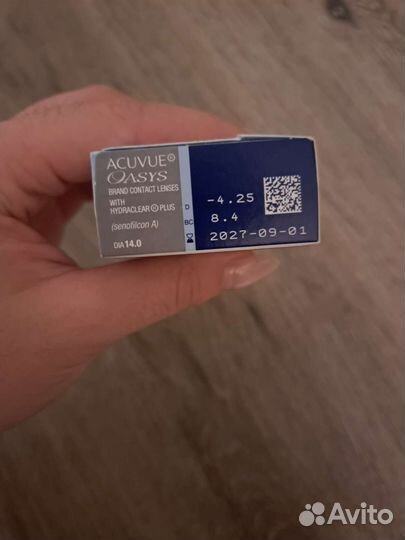 ACUVUE®
OASYS
BRAND CONTACT LENSES
WITH
HYDRACLEAR® PLUS
(senofilcon A)
DIA 14.0
D -4.25
BC 8.4
2027-09-01
Avito